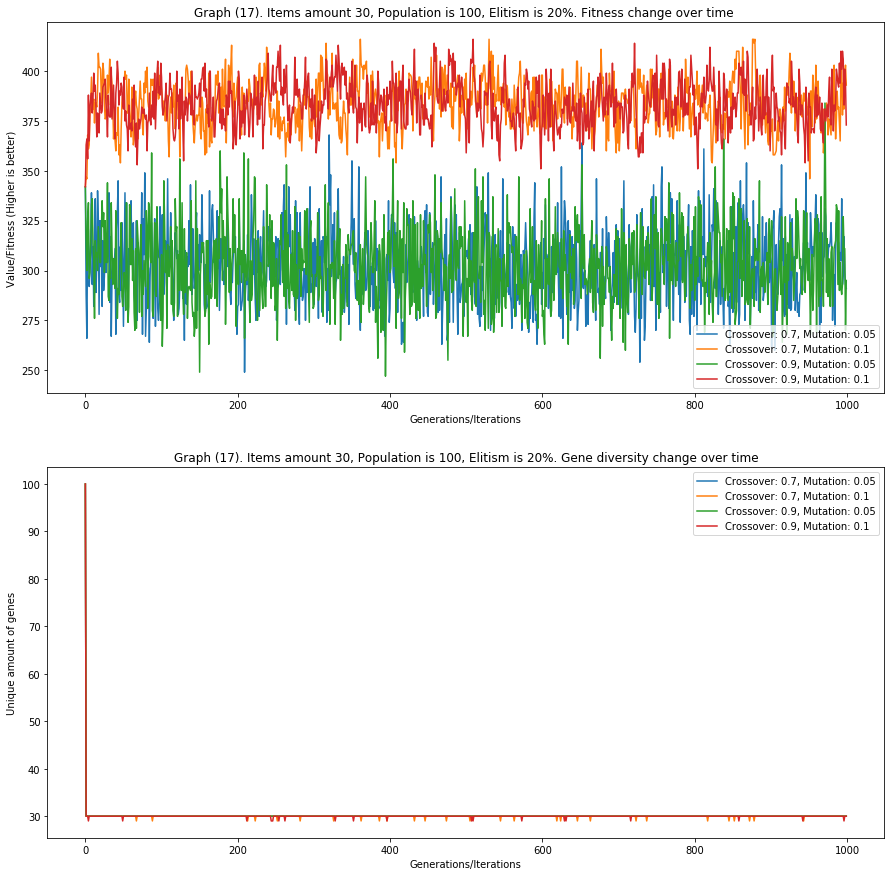 Graph (17). Items amount 30, Population is 100, Elitism is 20%. Fitness change over time
Value/Fitness (Higher is better)
400
375
350
325
300
275
250
Crossover: 0.7, Mutation: 0.05
Crossover: 0.7, Mutation: 0.1
Crossover: 0.9, Mutation: 0.05
Crossover: 0.9, Mutation: 0.1
0
200
400
600
800
1000
Generations/Iterations
Graph (17). Items amount 30, Population is 100, Elitism is 20%. Gene diversity change over time
Unique amount of genes
100
90
80
70
60
50
40
30
Crossover: 0.7, Mutation: 0.05
Crossover: 0.7, Mutation: 0.1
Crossover: 0.9, Mutation: 0.05
Crossover: 0.9, Mutation: 0.1
0
200
400
600
800
1000
Generations/Iterations